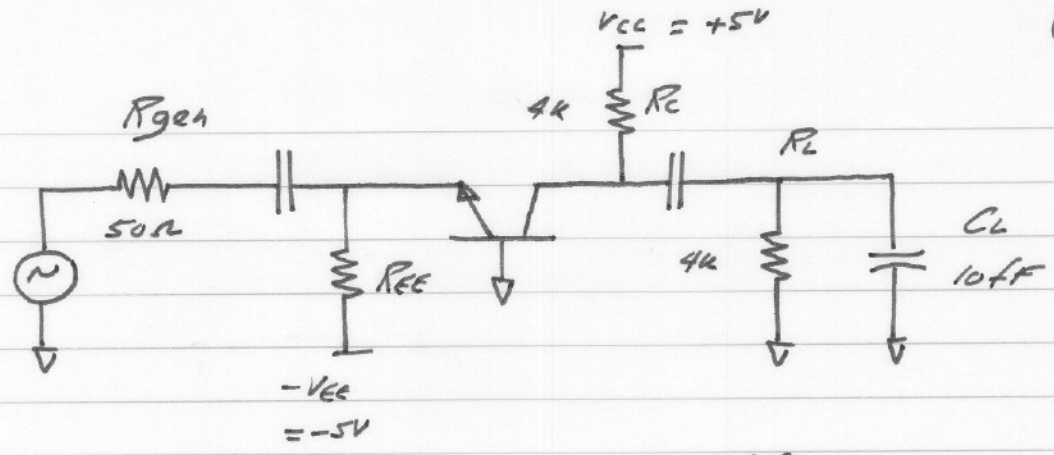 VCC = +5V
Rgen
4k
RC
RL
50Ω
REE
4k
CL
10fF
-VEE
= -5V